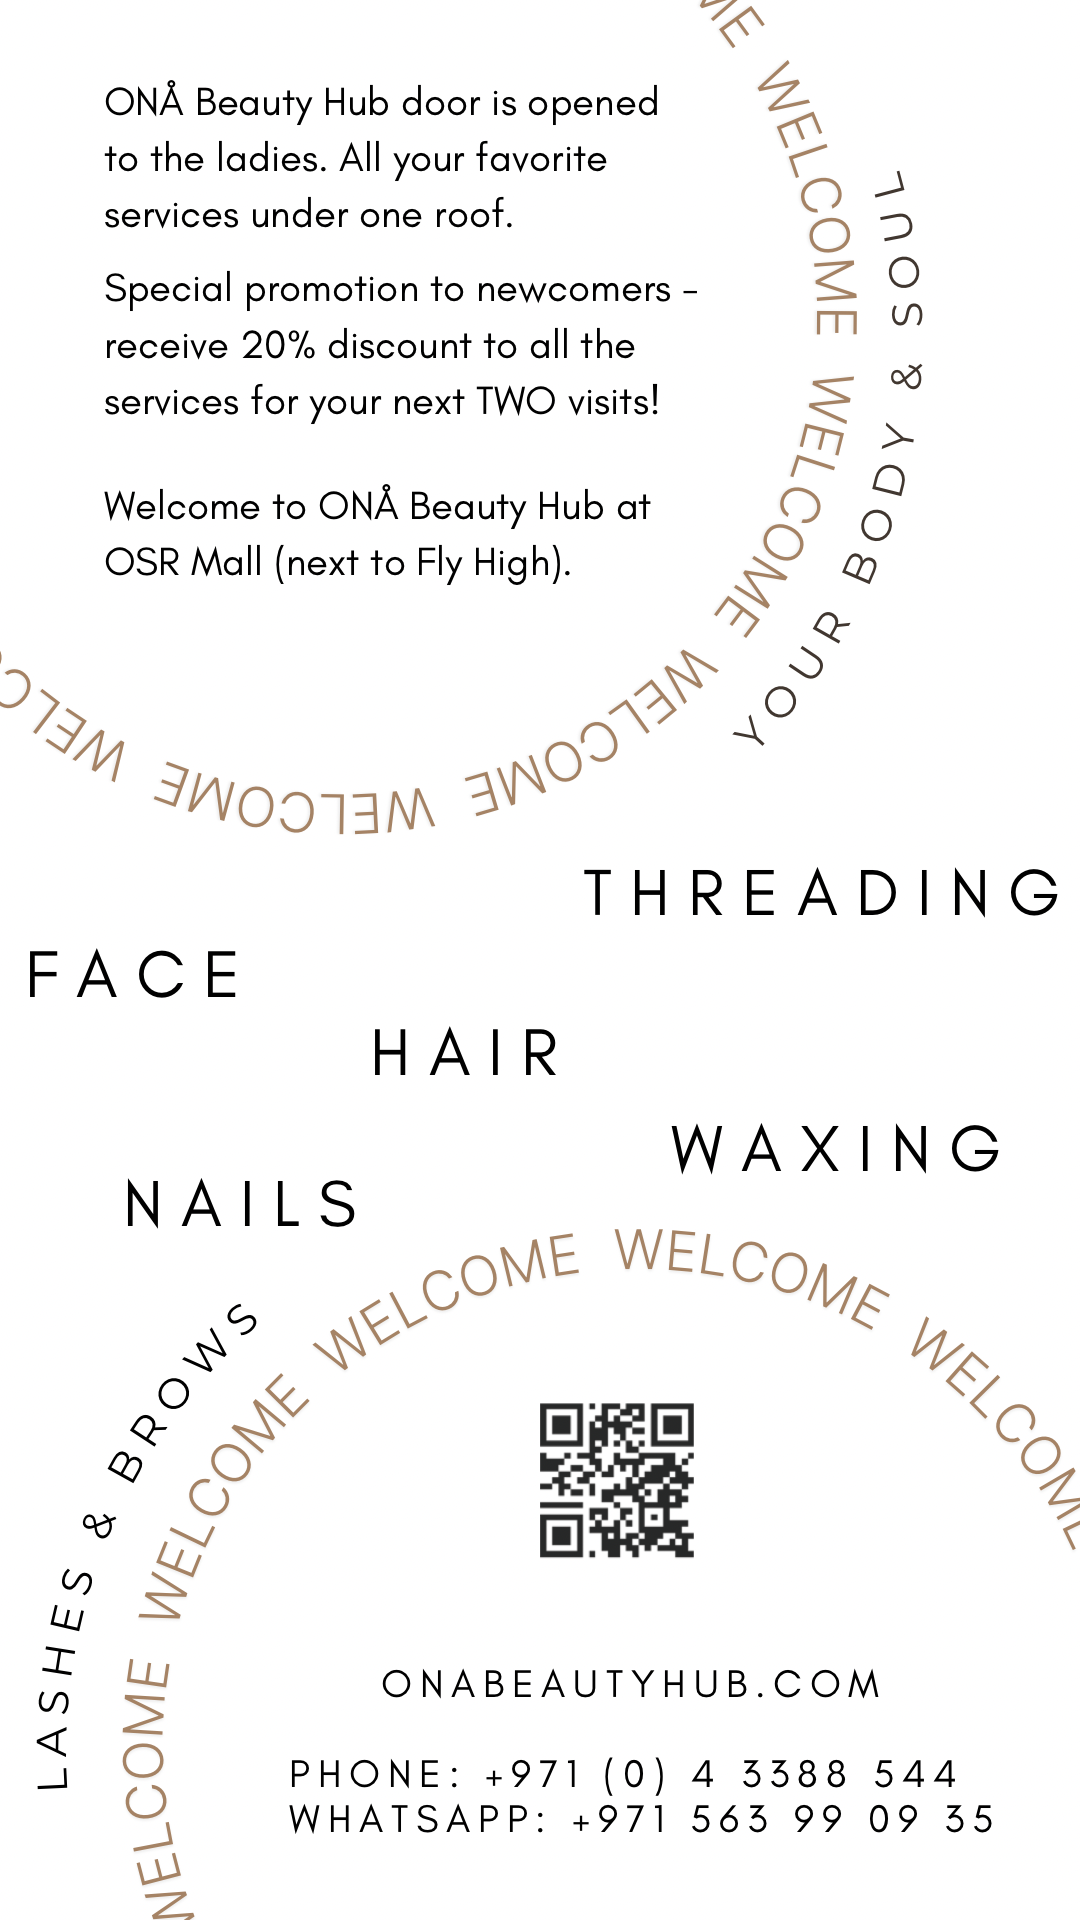 ONÅ Beauty Hub door is opened
to the ladies. All your favorite
services under one roof.
Special promotion to newcomers -
receive 20% discount to all the
services for your next TWO visits!
Welcome to ONÅ Beauty Hub at
OSR Mall (next to Fly High).
ME WELCOME WELCOME WELCOME WELCOME WELC
YOUR BODY & SOUL
THREADING
FACE
HAIR
WAXING
NAILS
LASHES & BROWS
WELCOME WELCOME WELCOME WELCOME WELCOME
ONABEAUTYHUB.COM
PHONE: +971 (0) 4 3388 544
WHATSAPP: +971 563 99 09 35